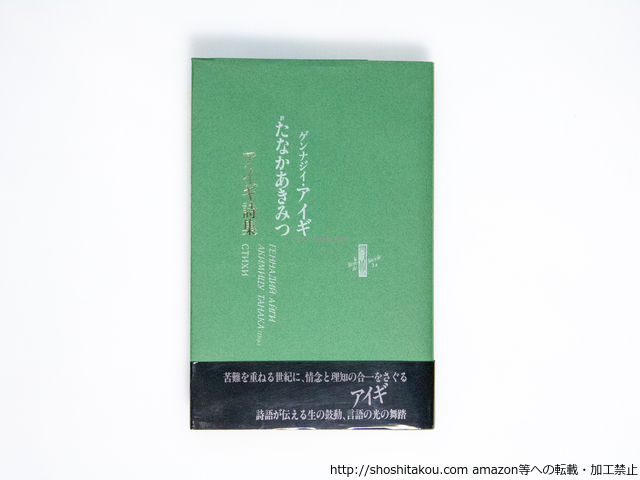 ゲンナジイ・アイギ
訳 たなかあきみつ
アイギ詩集
ГЕННАДИЙ АЙГИ
АКИМИЦУ ТАНАКА
СТИХИ
苦難を重ねる世紀に、情念と理知の合一をさぐる
アイギ
詩語が伝える生の鼓動、言語の光の舞踏
http://shoshitakou.com amazon等への転載・加工禁止